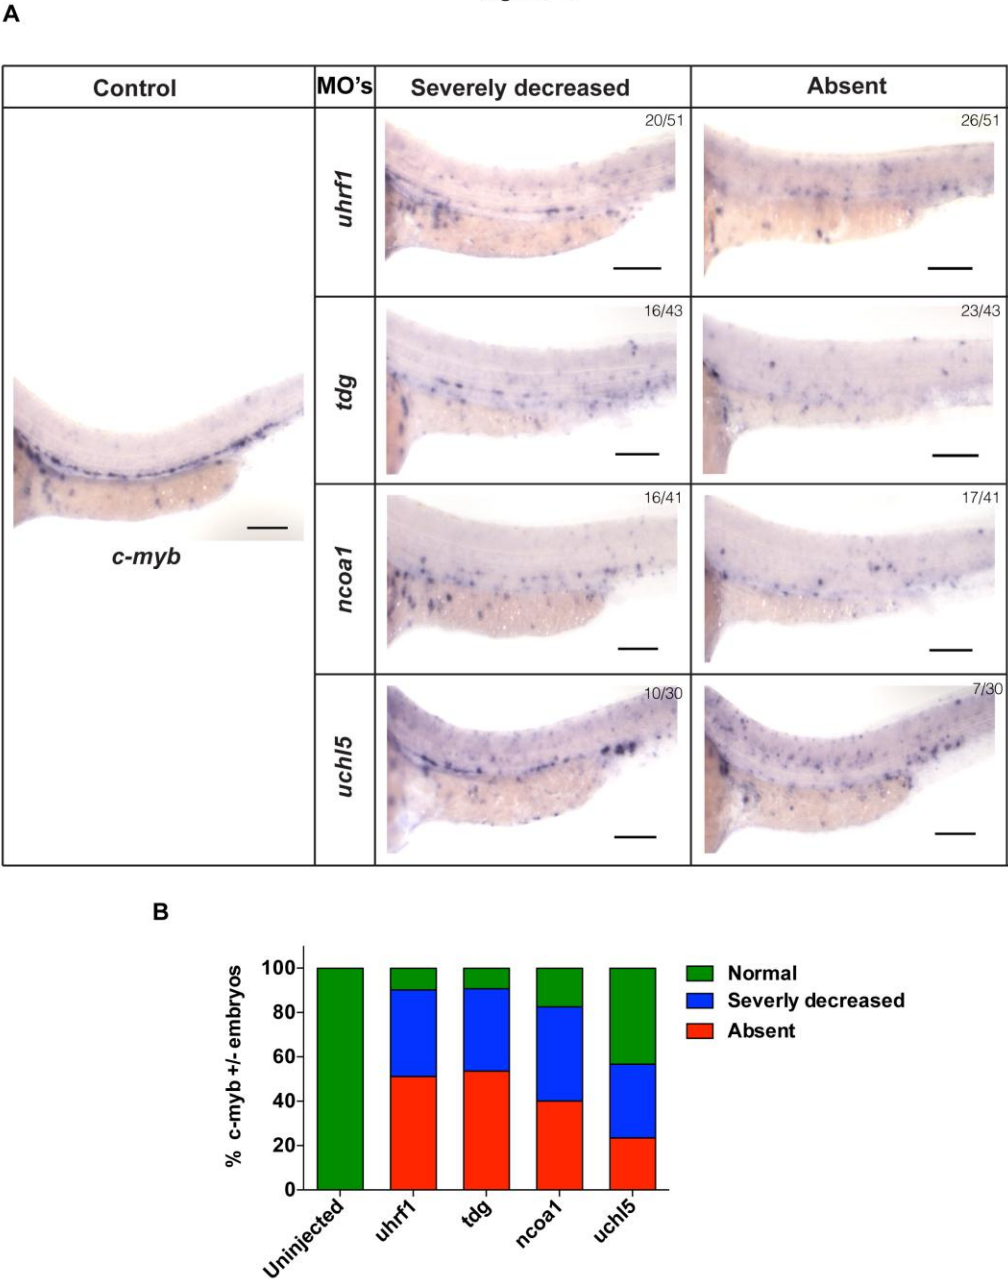 A
Control MO's Severely decreased Absent
uhrf1 20/51 26/51
tdg 16/43 23/43
c-myb
ncoa1 16/41 17/41
uchl5 10/30 7/30
B
% c-myb +/- embryos
100
80
60
40
20
0
Normal
Severly decreased
Absent
Uninjected uhrf1 tdg ncoa1 uchl5